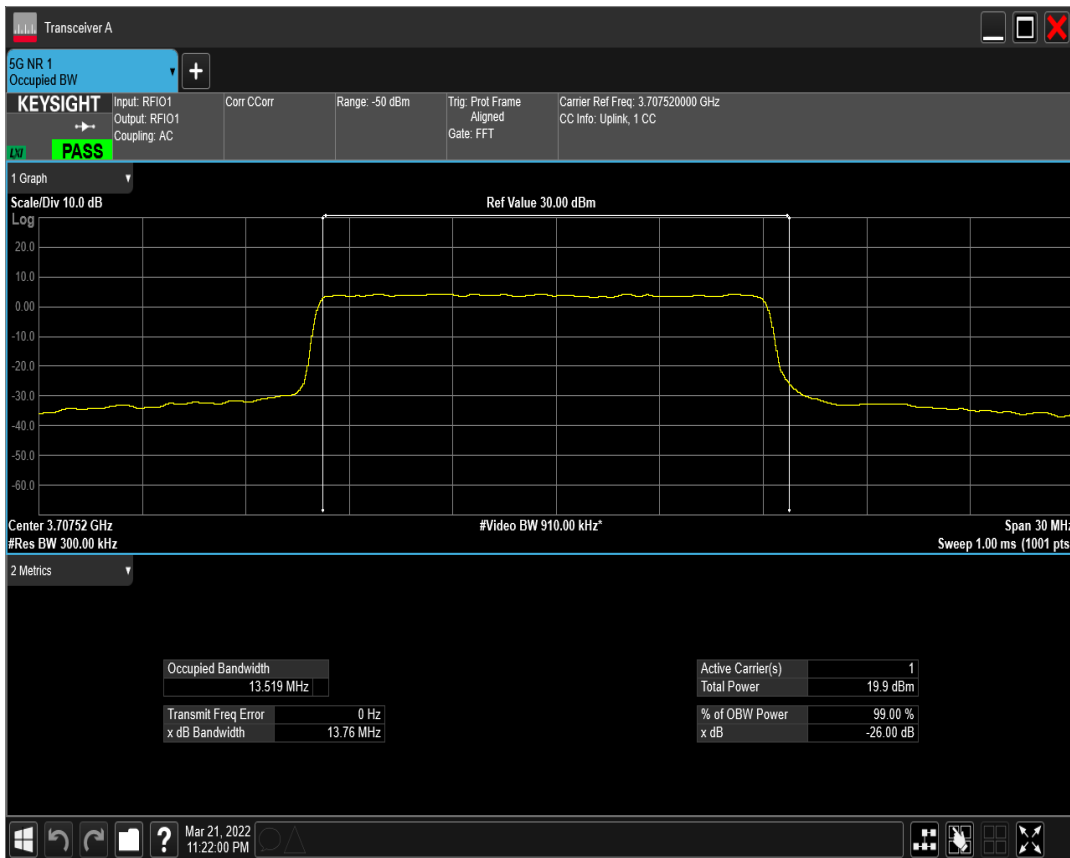 Transceiver A
5G NR 1
Occupied BW
KEYSIGHT
LXI
PASS
Input: RFIO1
Output: RFIO1
Coupling: AC
Corr CCorr
Range: -50 dBm
Trig: Prot Frame
Aligned
Gate: FFT
Carrier Ref Freq: 3.707520000 GHz
CC Info: Uplink, 1 CC
1 Graph
Scale/Div 10.0 dB
Ref Value 30.00 dBm
Log
20.0
10.0
0.00
-10.0
-20.0
-30.0
-40.0
-50.0
-60.0
Center 3.70752 GHz
#Video BW 910.00 kHz*
Span 30 MHz
#Res BW 300.00 kHz
Sweep 1.00 ms (1001 pts
2 Metrics
Occupied Bandwidth
13.519 MHz
Transmit Freq Error 0 Hz
x dB Bandwidth 13.76 MHz
Active Carrier(s) 1
Total Power 19.9 dBm
% of OBW Power 99.00 %
x dB -26.00 dB
?
Mar 21, 2022
11:22:00 PM